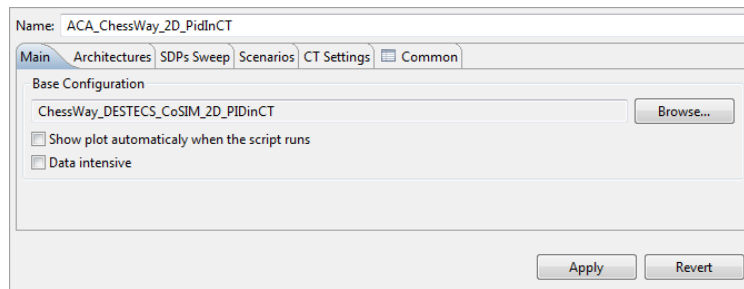 Name: ACA_ChessWay_2D_PidInCT
Main Architectures SDPs Sweep Scenarios CT Settings Common
Base Configuration
ChessWay_DESTECS_CoSIM_2D_PIDinCT Browse...
Show plot automaticaly when the script runs
Data intensive
Apply Revert